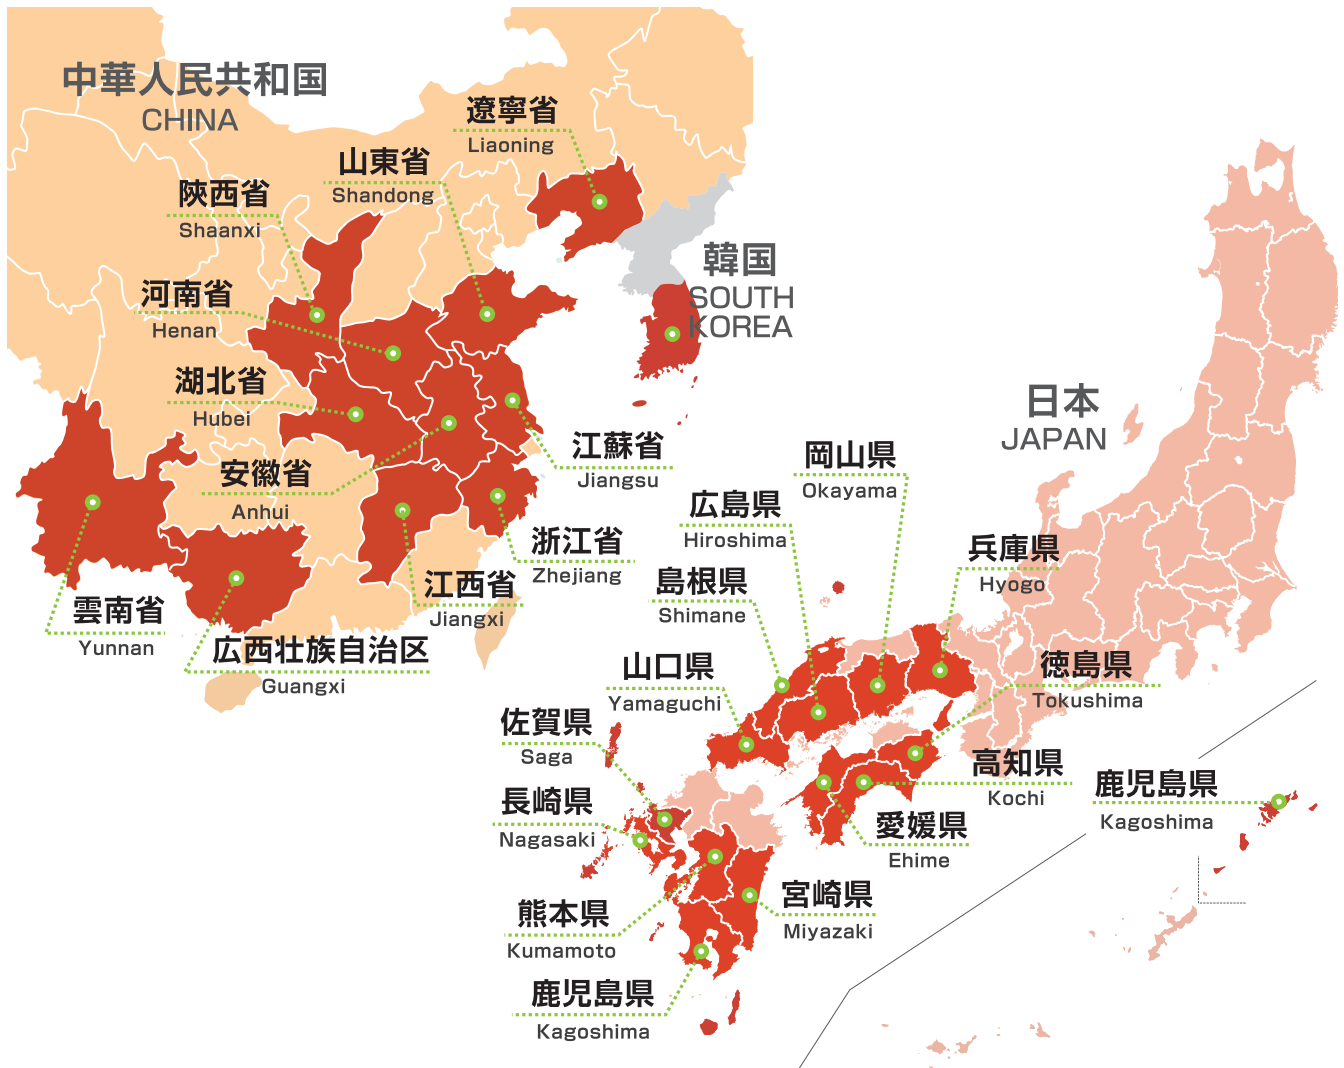 中華人民共和国
CHINA
遼寧省
Liaoning
山東省
Shandong
陝西省
Shaanxi
韓国
SOUTH
KOREA
河南省
Henan
湖北省
Hubei
日本
JAPAN
江蘇省
Jiangsu
安徽省
Anhui
岡山県
Okayama
広島県
Hiroshima
浙江省
Zhejiang
兵庫県
Hyogo
江西省
Jiangxi
島根県
Shimane
雲南省
Yunnan
広西壮族自治区
Guangxi
山口県
Yamaguchi
徳島県
Tokushima
佐賀県
Saga
高知県
Kochi
鹿児島県
Kagoshima
長崎県
Nagasaki
愛媛県
Ehime
宮崎県
Miyazaki
熊本県
Kumamoto
鹿児島県
Kagoshima